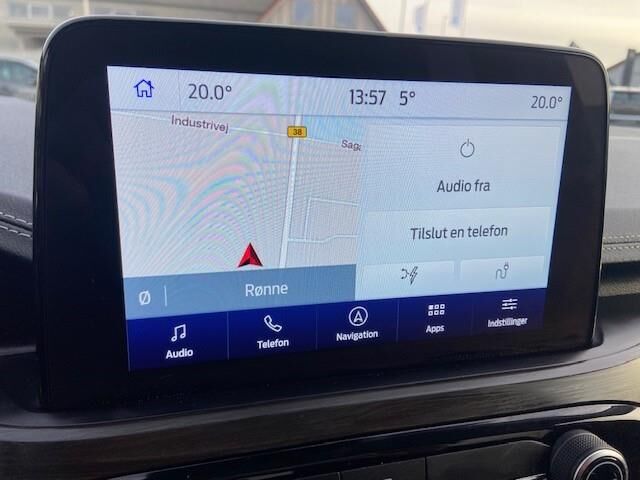 20.0° 13:57 5° 20.0°
Industrivej
38
Saga
Audio fra
Tilslut en telefon
Ø Rønne
Audio Telefon Navigation Apps Indstillinger